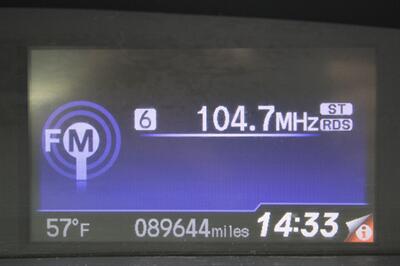 6 104.7MHz ST
FM RDS
57°F 089644miles 14:33 i